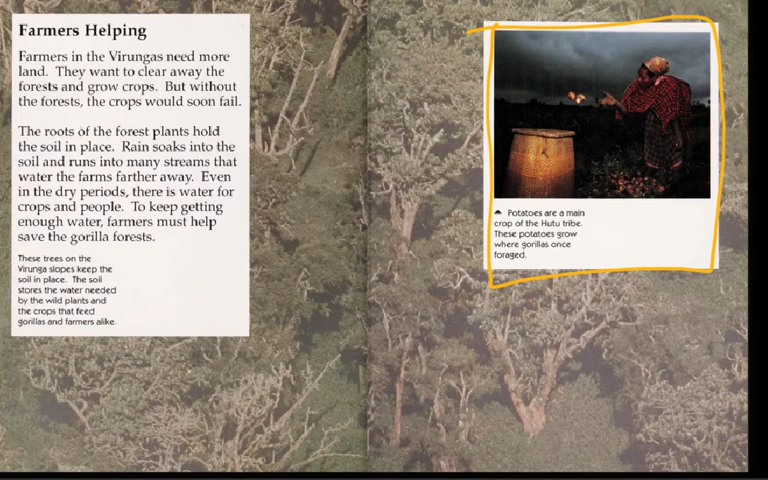 Farmers Helping
Farmers in the Virungas need more
land. They want to clear away the
forests and grow crops. But without
the forests, the crops would soon fail.
The roots of the forest plants hold
the soil in place. Rain soaks into the
soil and runs into many streams that
water the farms farther away. Even
in the dry periods, there is water for
crops and people. To keep getting
enough water, farmers must help
save the gorilla forests.
These trees on the
Virunga slopes keep the
soil in place. The soil
stores the water needed
by the wild plants and
the crops that feed
gorillas and farmers alike.
Potatoes are a main
crop of the Hutu tribe.
These potatoes grow
where gorillas once
foraged.